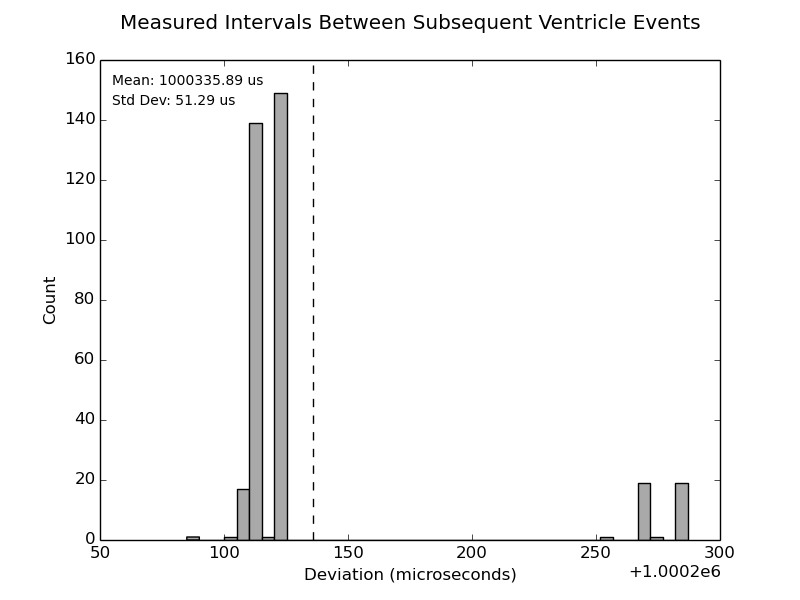 Measured Intervals Between Subsequent Ventricle Events
Mean: 1000335.89 us
Std Dev: 51.29 us
160
140
120
100
80
60
40
20
0
Count
50 100 150 200 250 300
Deviation (microseconds)
+1.0002e6